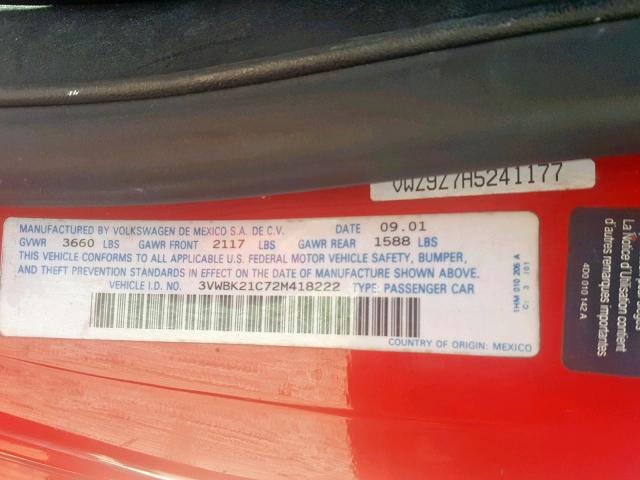 VWZ9Z7H5241177
MANUFACTURED BY VOLKSWAGEN DE MEXICO S.A. DE C.V. DATE 09.01
GVWR 3660 LBS GAWR FRONT 2117 LBS GAWR REAR 1588 LBS
THIS VEHICLE CONFORMS TO ALL APPLICABLE U.S. FEDERAL MOTOR VEHICLE SAFETY, BUMPER,
AND THEFT PREVENTION STANDARDS IN EFFECT ON THE DATE OF MANUFACTURE SHOWN ABOVE.
VEHICLE I.D. NO. 3VWBK21C72M418222 TYPE: PASSENGER CAR
COUNTRY OF ORIGIN: MEXICO
1HM 010 205 A
La Notice d'Utilisation contient
d'autres remarques importantes
4D0 010 142 A